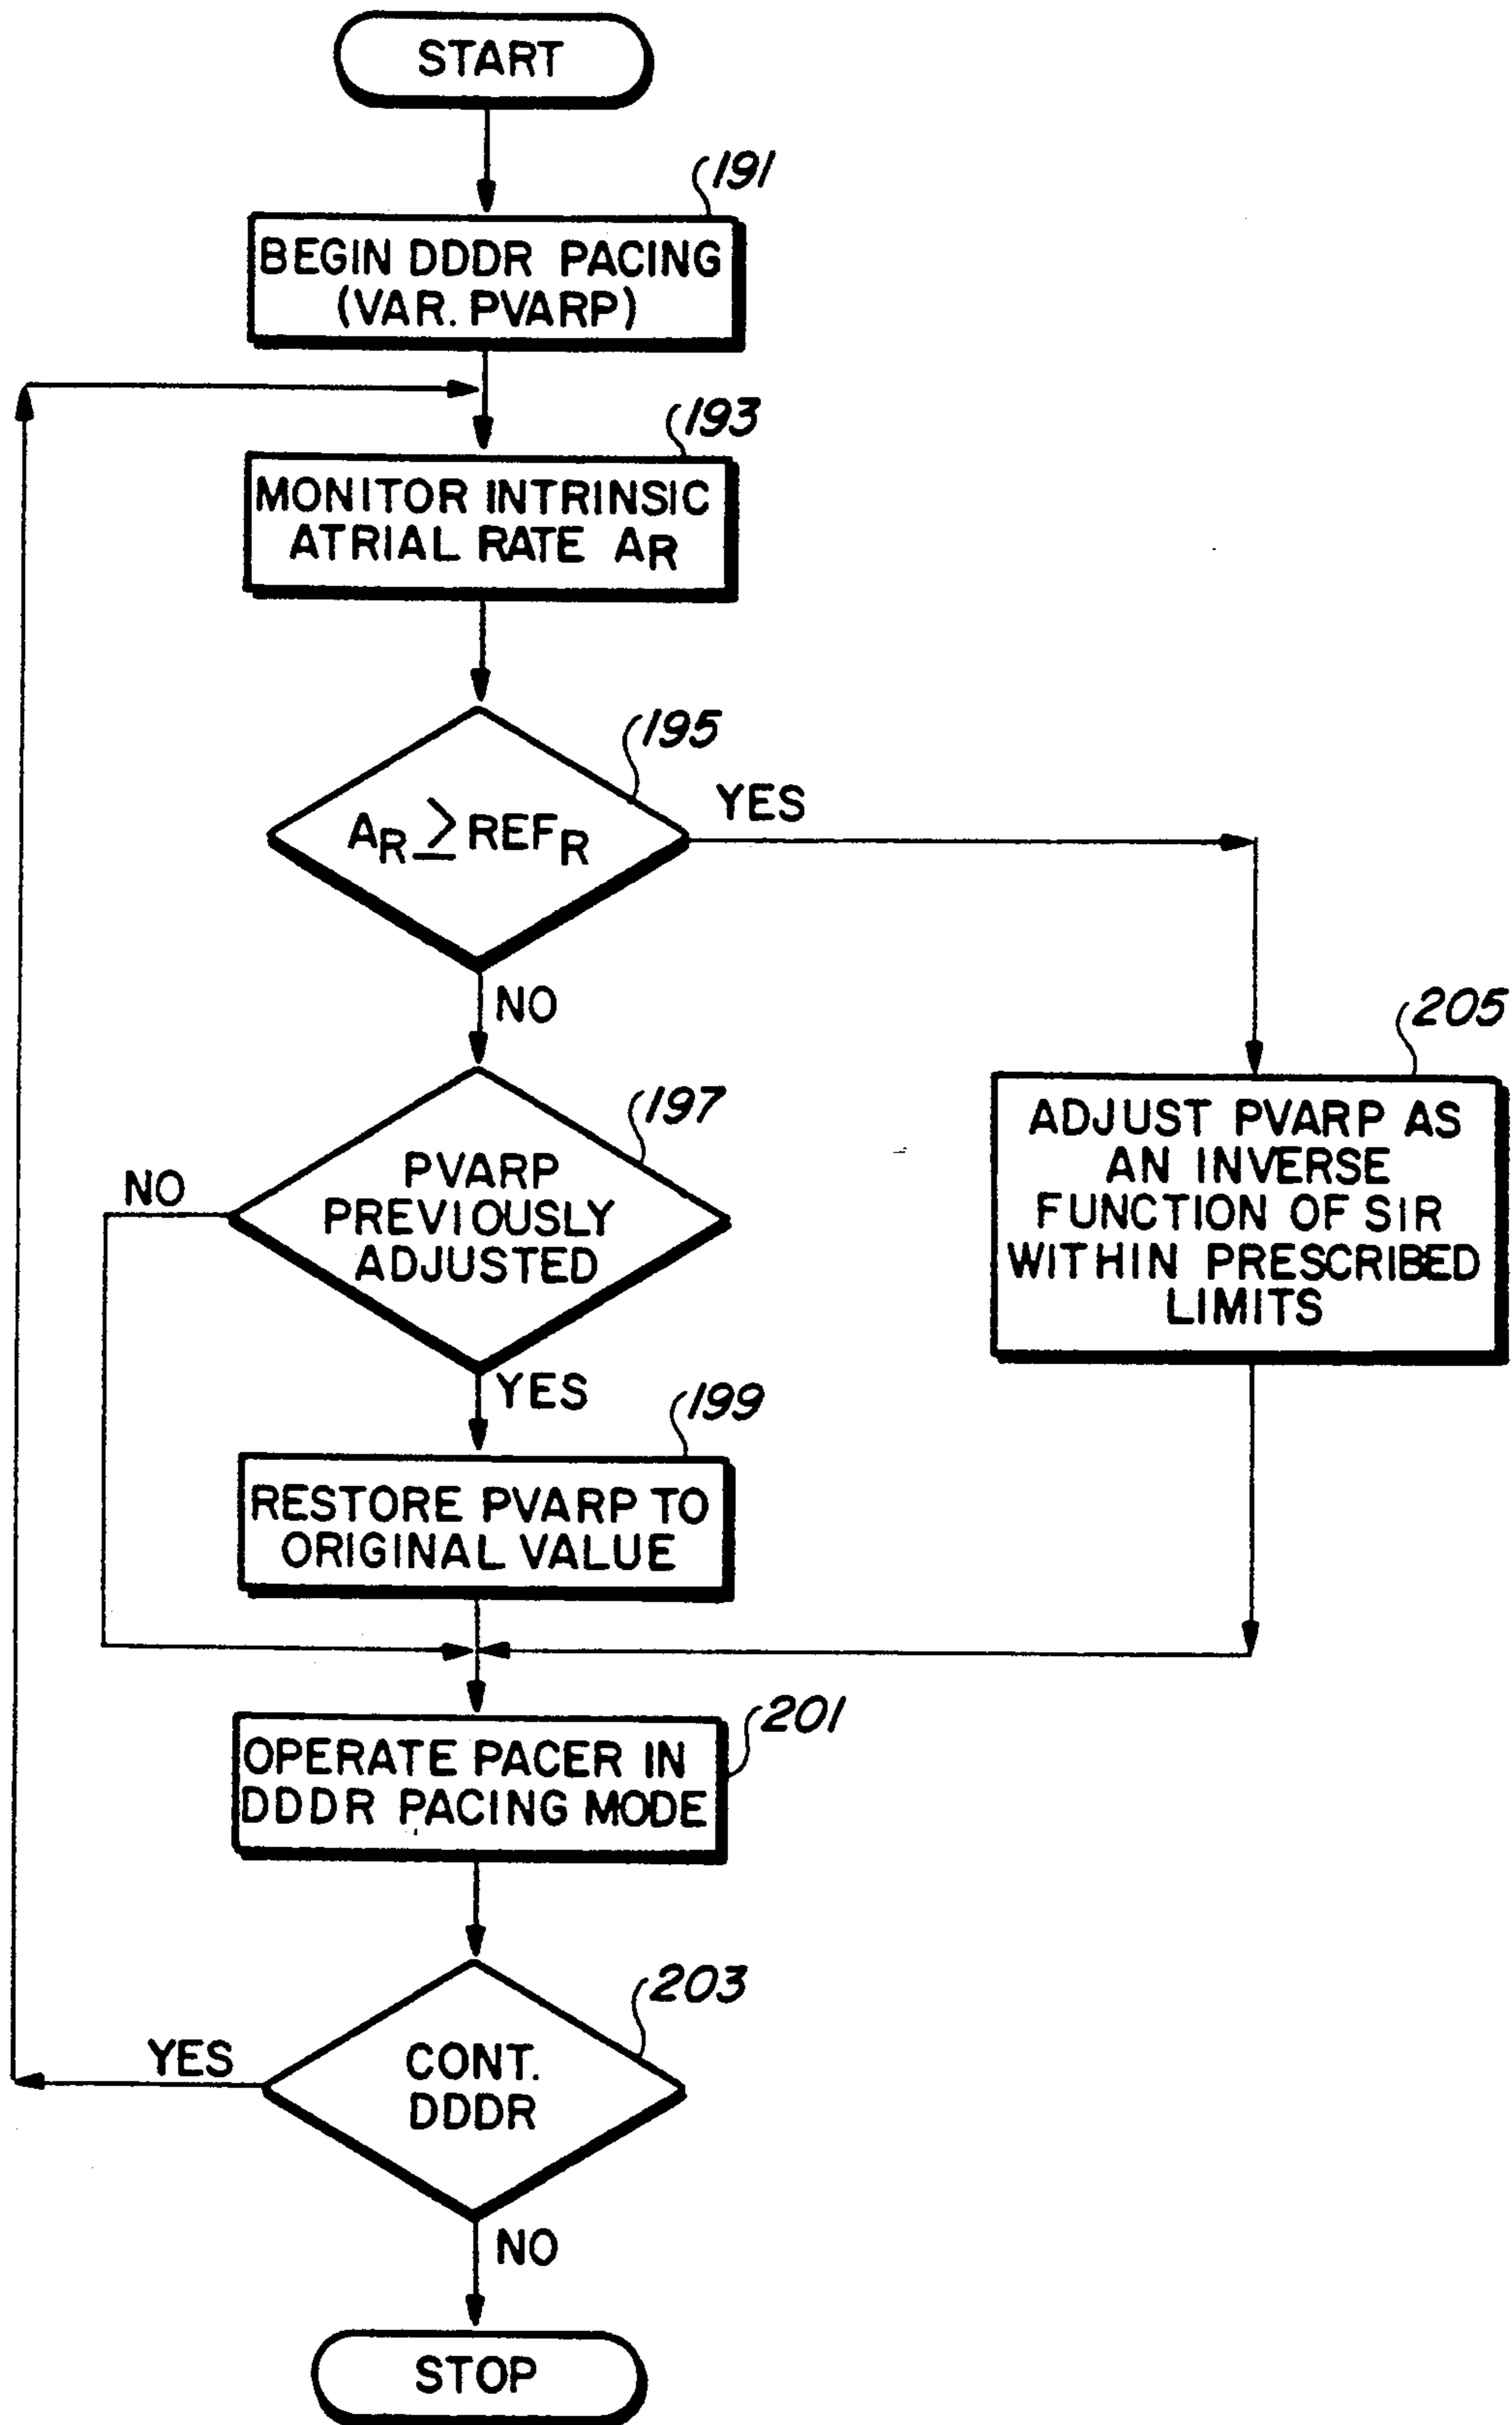 START
191
BEGIN DDDR PACING
(VAR. PVARP)
193
MONITOR INTRINSIC
ATRIAL RATE AR
195
AR ≥ REFR
YES
NO
205
ADJUST PVARP AS
AN INVERSE
FUNCTION OF SIR
WITHIN PRESCRIBED
LIMITS
197
PVARP
PREVIOUSLY
ADJUSTED
NO
YES
199
RESTORE PVARP TO
ORIGINAL VALUE
201
OPERATE PACER IN
DDDR PACING MODE
203
CONT.
DDDR
YES
NO
STOP